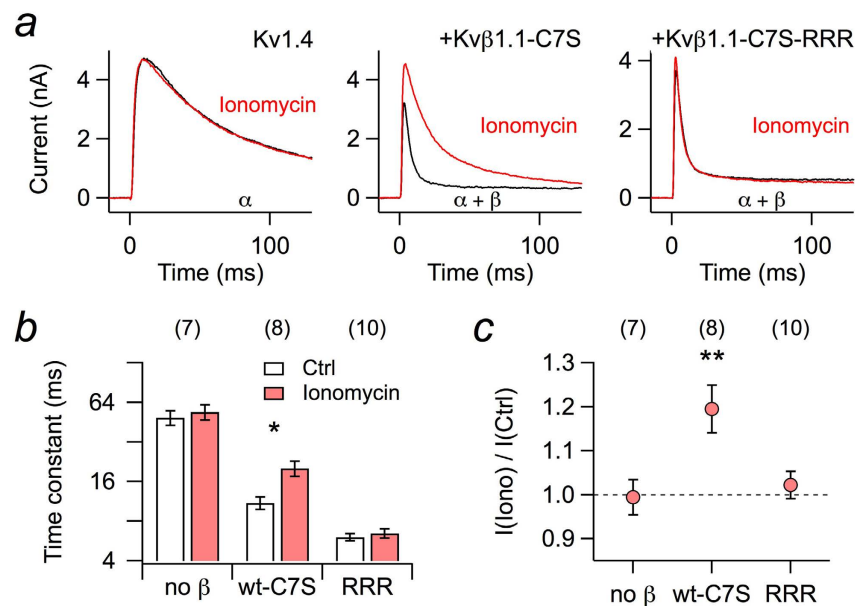 a
Kv1.4
+Kvβ1.1-C7S
+Kvβ1.1-C7S-RRR
Current (nA)
4
2
0
Ionomycin
α
0
100
Time (ms)
4
2
0
Ionomycin
α + β
0
100
Time (ms)
4
2
0
Ionomycin
α + β
0
100
Time (ms)
b
(7)
(8)
(10)
Ctrl
Ionomycin
Time constant (ms)
64
16
4
*
no β
wt-C7S
RRR
c
(7)
(8)
(10)
**
I(Iono) / I(Ctrl)
1.3
1.2
1.1
1.0
0.9
no β
wt-C7S
RRR